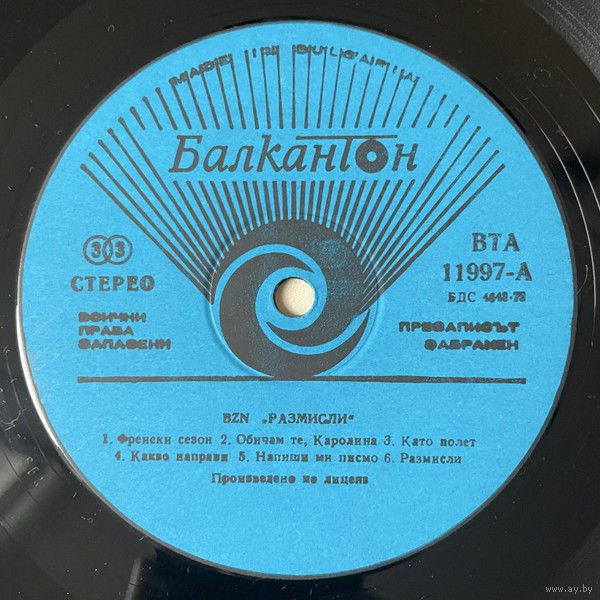 MADE IN BULGARIA
Балкантон
33
СТЕРЕО
ВТА
11997-А
БДС 4843-72
ВСИЧКИ
ПРАВА
ЗАПАЗЕНИ
ПРЕЗАПИСЪТ
ЗАБРАНЕН
BZN „РАЗМИСЛИ“
1. Френски сезон 2. Обичам те, Каролина 3. Като полет
4. Какво направи 5. Напиши ми писмо 6. Размисли
Произведено по лиценз
www.ay.by